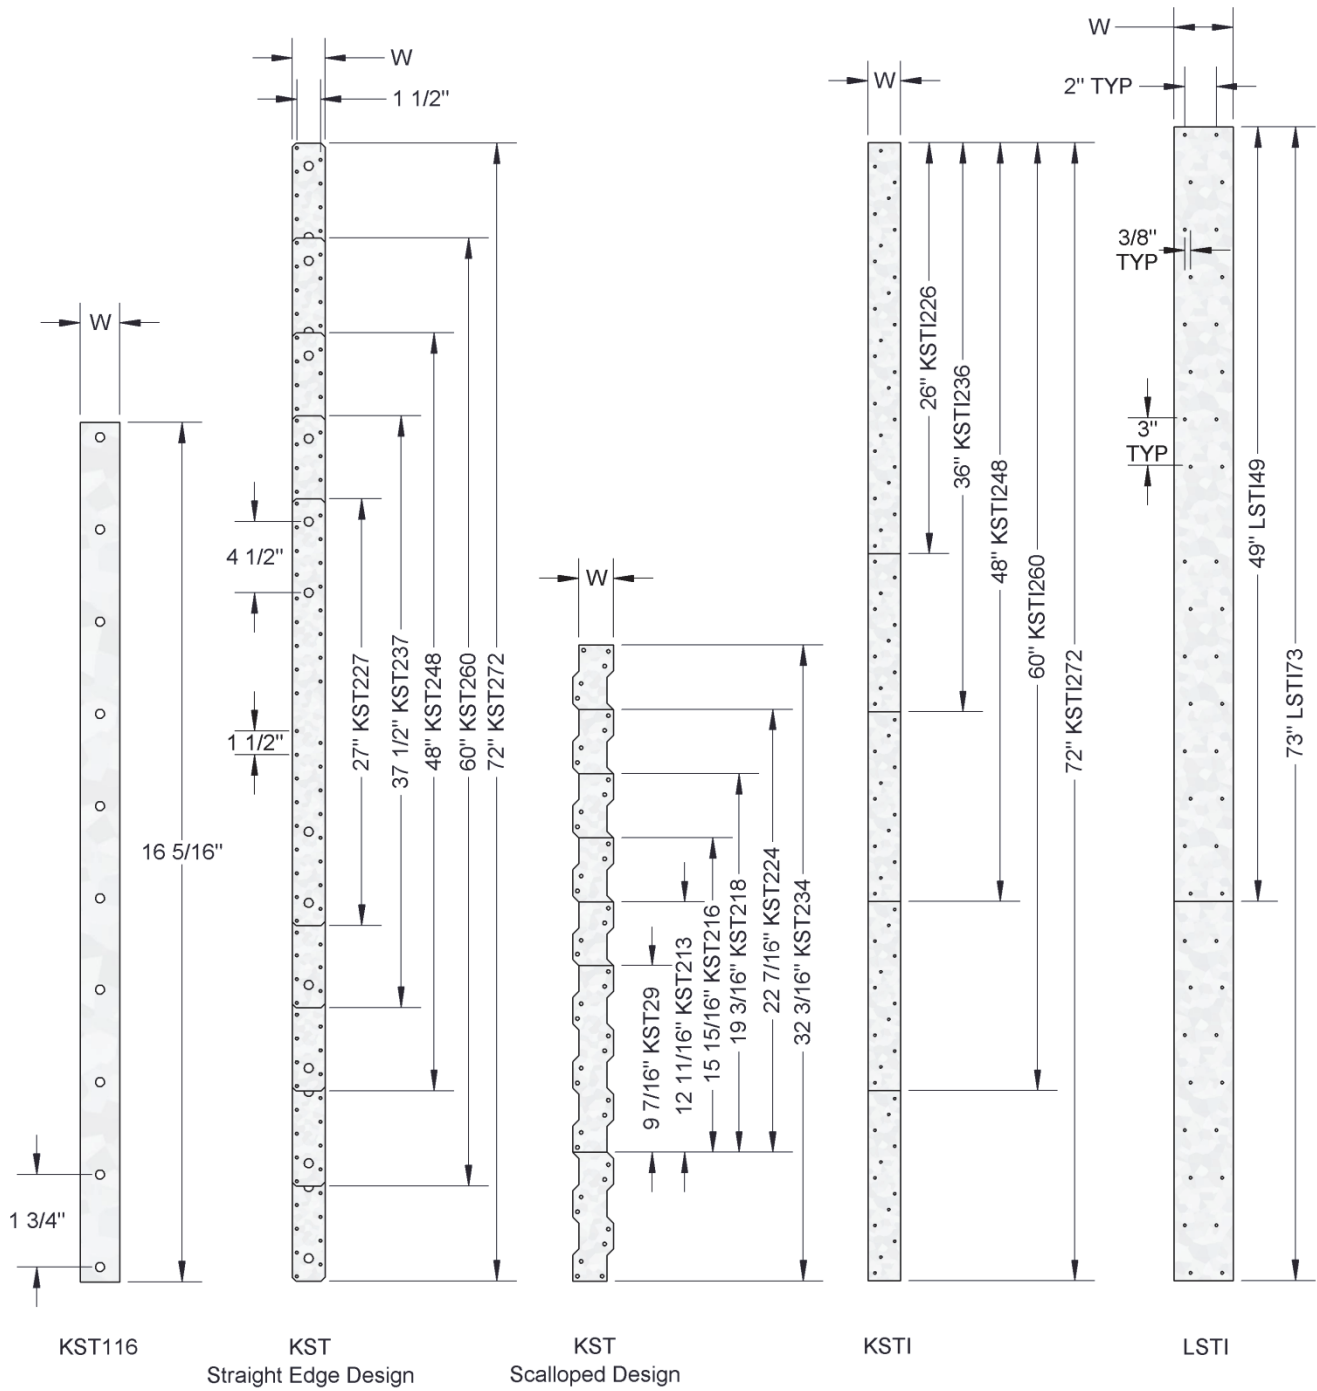 W
W
1 1/2"
W
W
2" TYP
3/8"
TYP
3"
TYP
W
16 5/16"
1 3/4"
4 1/2"
1 1/2"
27" KST227
37 1/2" KST237
48" KST248
60" KST260
72" KST272
9 7/16" KST29
12 11/16" KST213
15 15/16" KST216
19 3/16" KST218
22 7/16" KST224
32 3/16" KST234
26" KSTI226
36" KSTI236
48" KSTI248
60" KSTI260
72" KSTI272
49" LSTI49
73" LSTI73
W
KST116
KST
Straight Edge Design
KST
Scalloped Design
KSTI
LSTI